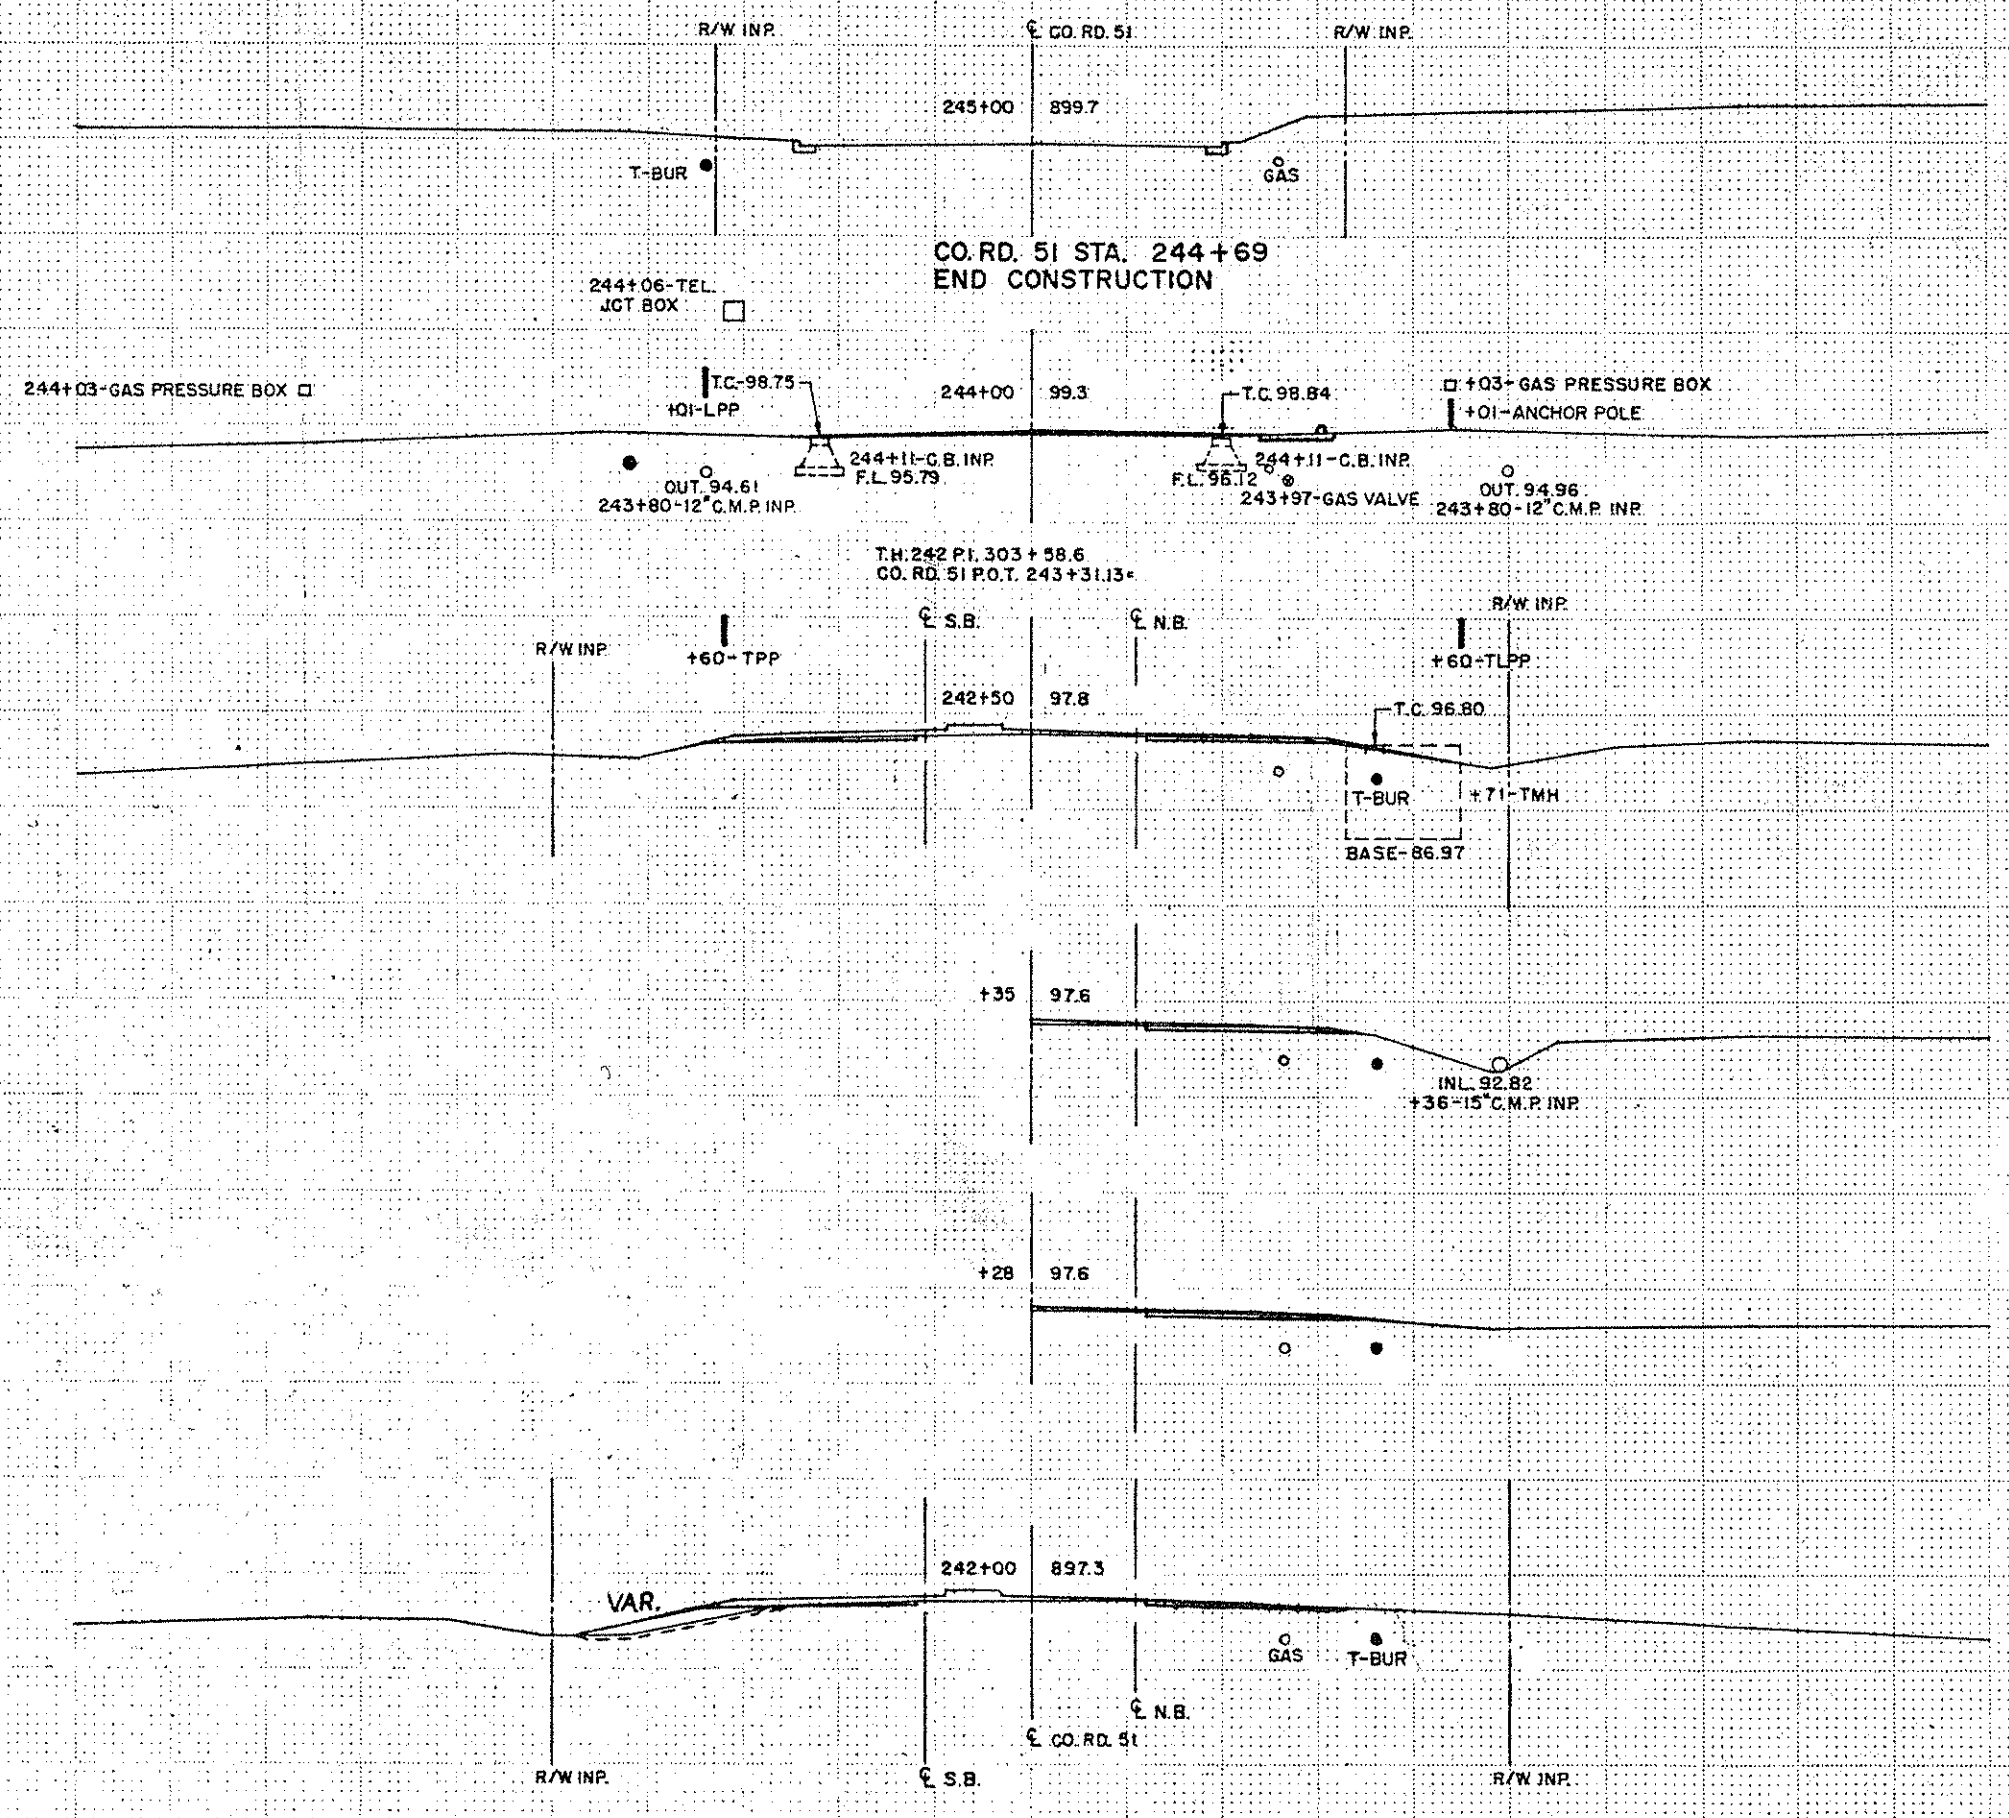 R/W INP.
℄ CO. RD. 51
R/W INP.
245+00 899.7
T-BUR
GAS
CO. RD. 51 STA. 244+69
END CONSTRUCTION
244+06-TEL.
JCT BOX
244+03-GAS PRESSURE BOX
T.C.-98.75
+01-LPP
244+00 99.3
T.C. 98.84
+03-GAS PRESSURE BOX
+01-ANCHOR POLE
244+11-C.B. INP.
F.L. 95.79
244+11-C.B. INP.
F.L. 96.12
OUT. 94.61
243+80-12" C.M.P. INP.
243+97-GAS VALVE
OUT. 94.96
243+80-12" C.M.P. INP.
T.H. 242 P.I. 303+58.6
CO. RD. 51 P.O.T. 243+31.13=
R/W INP.
+60-TPP
℄ S.B.
℄ N.B.
R/W INP.
+60-TLPP
242+50 97.8
T.C. 96.80
T-BUR
+71-TMH
BASE-86.97
+35 97.6
INL. 92.82
+36-15" C.M.P. INP.
+28 97.6
242+00 897.3
VAR.
GAS
T-BUR
℄ N.B.
℄ CO. RD. 51
R/W INP.
℄ S.B.
R/W INP.